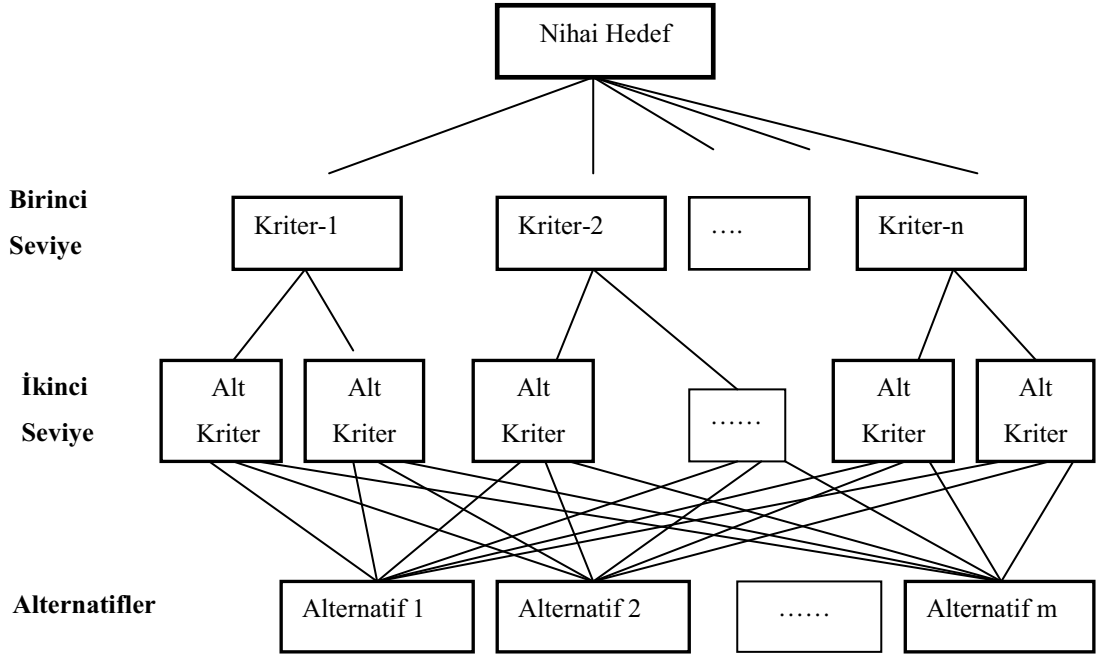 Nihai Hedef
Birinci
Seviye
Kriter-1
Kriter-2
….
Kriter-n
İkinci
Seviye
Alt
Kriter
Alt
Kriter
Alt
Kriter
……
Alt
Kriter
Alt
Kriter
Alternatifler
Alternatif 1
Alternatif 2
……
Alternatif m